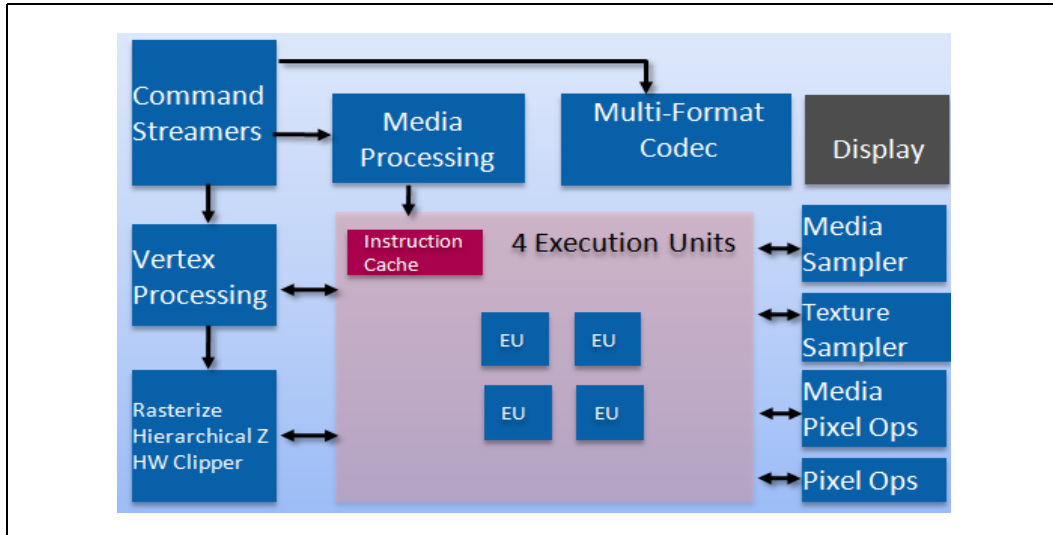 Command
Streamers
Media
Processing
Multi-Format
Codec
Display
Vertex
Processing
Instruction
Cache
4 Execution Units
Media
Sampler
EU
EU
Texture
Sampler
EU
EU
Rasterize
Hierarchical Z
HW Clipper
Media
Pixel Ops
Pixel Ops